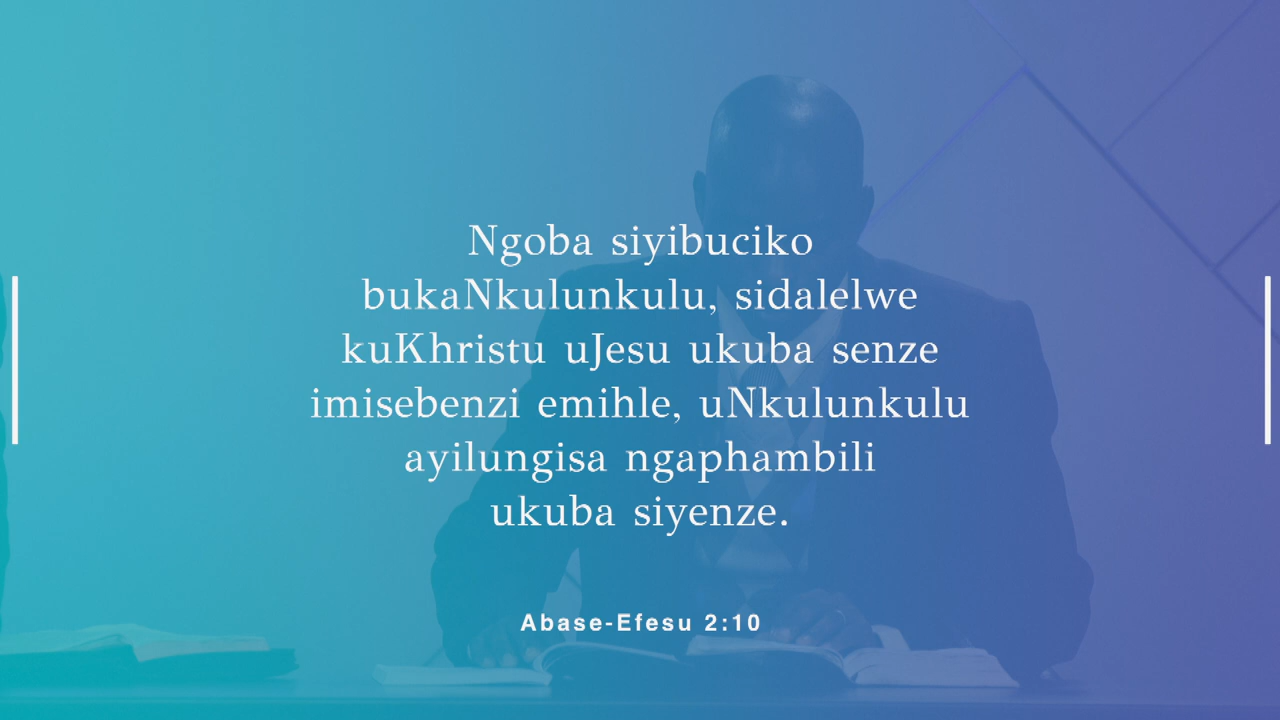 Ngoba siyibuciko
bukaNkulunkulu, sidalelwe
kuKhristu uJesu ukuba senze
imisebenzi emihle, uNkulunkulu
ayilungisa ngaphambili
ukuba siyenze.
Abase-Efesu 2:10